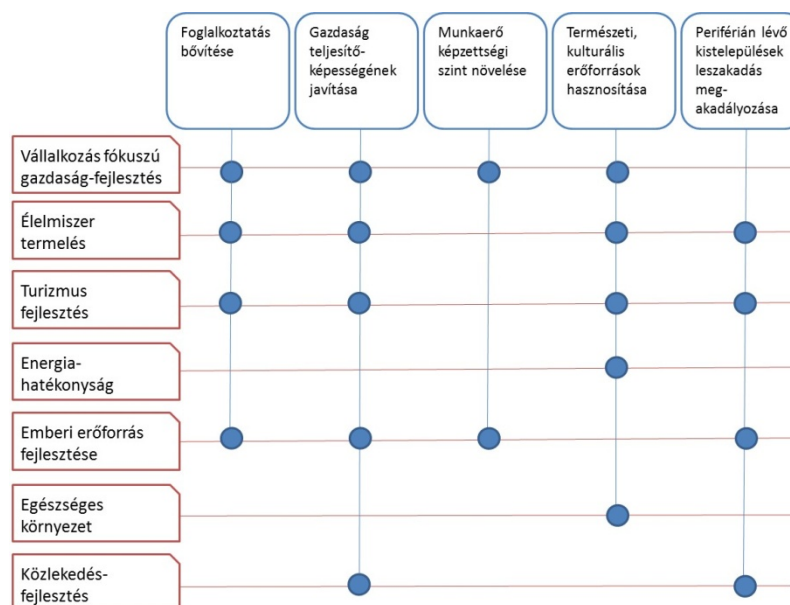 Foglalkoztatás
bővítése
Gazdaság
teljesítő-
képességének
javítása
Munkaerő
képzettségi
szint növelése
Természeti,
kulturális
erőforrások
hasznosítása
Periférián lévő
kistelepülések
leszakadás
meg-
akadályozása
Vállalkozás fókuszú
gazdaság-fejlesztés
Élelmiszer
termelés
Turizmus
fejlesztés
Energia-
hatékonyság
Emberi erőforrás
fejlesztése
Egészséges
környezet
Közlekedés-
fejlesztés